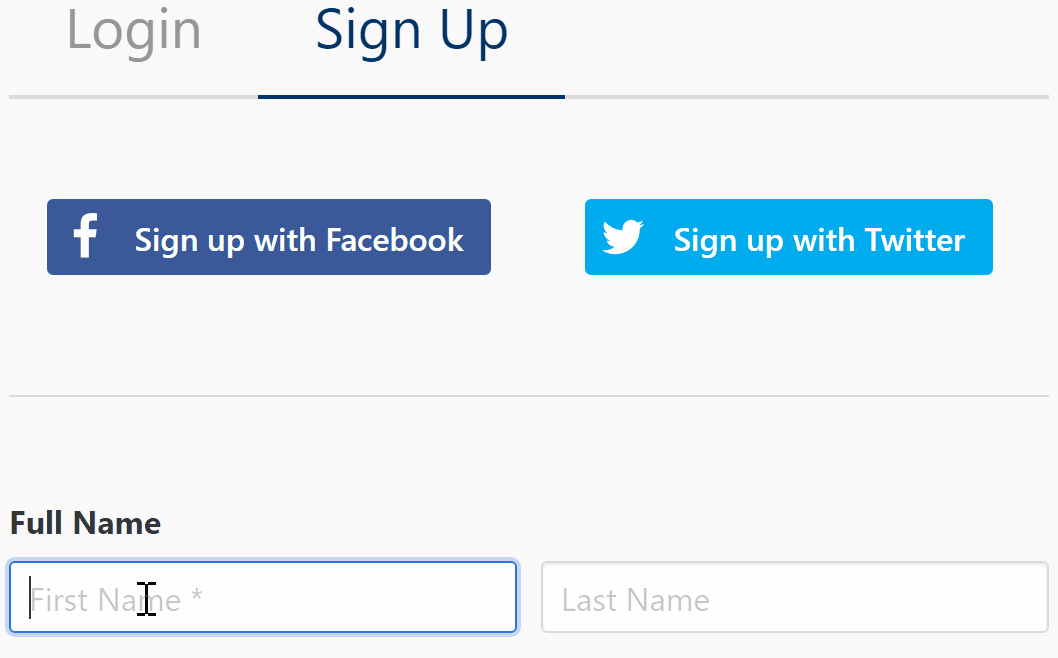 Login Sign Up
Sign up with Facebook Sign up with Twitter
Full Name
First Name * Last Name